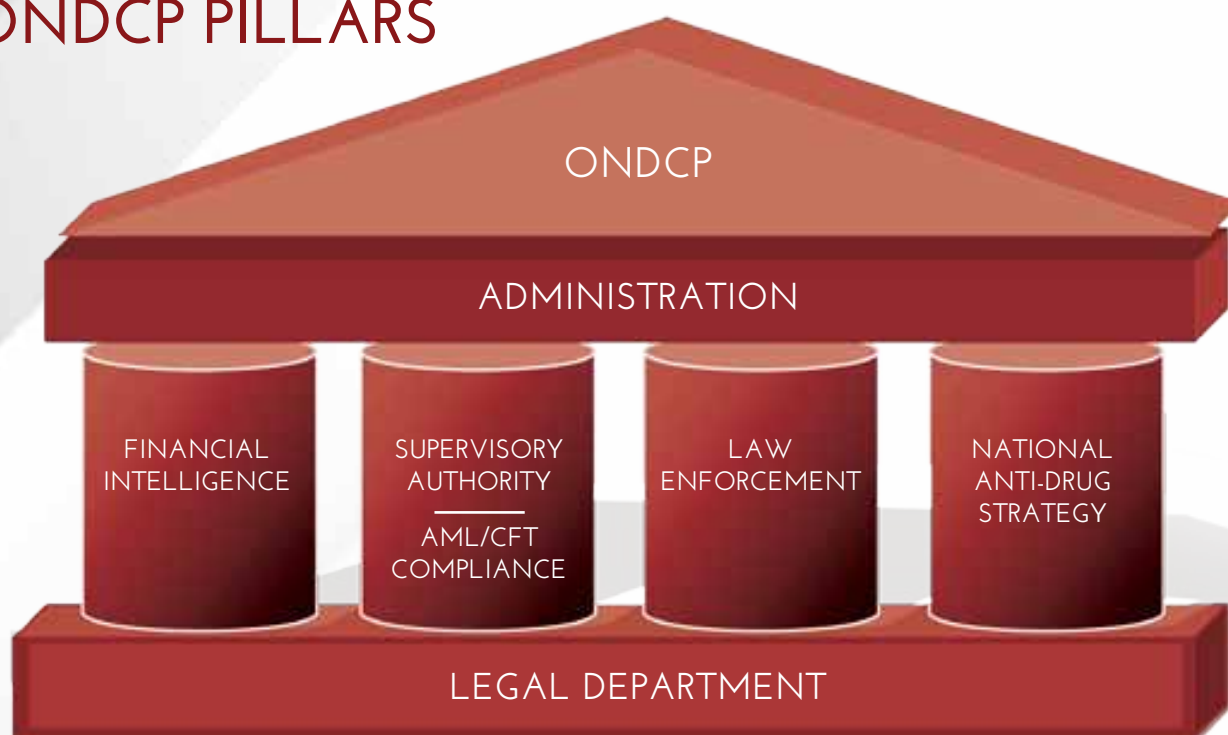 ONDCP PILLARS
ONDCP
ADMINISTRATION
FINANCIAL
INTELLIGENCE
SUPERVISORY
AUTHORITY
AML/CFT
COMPLIANCE
LAW
ENFORCEMENT
NATIONAL
ANTI-DRUG
STRATEGY
LEGAL DEPARTMENT